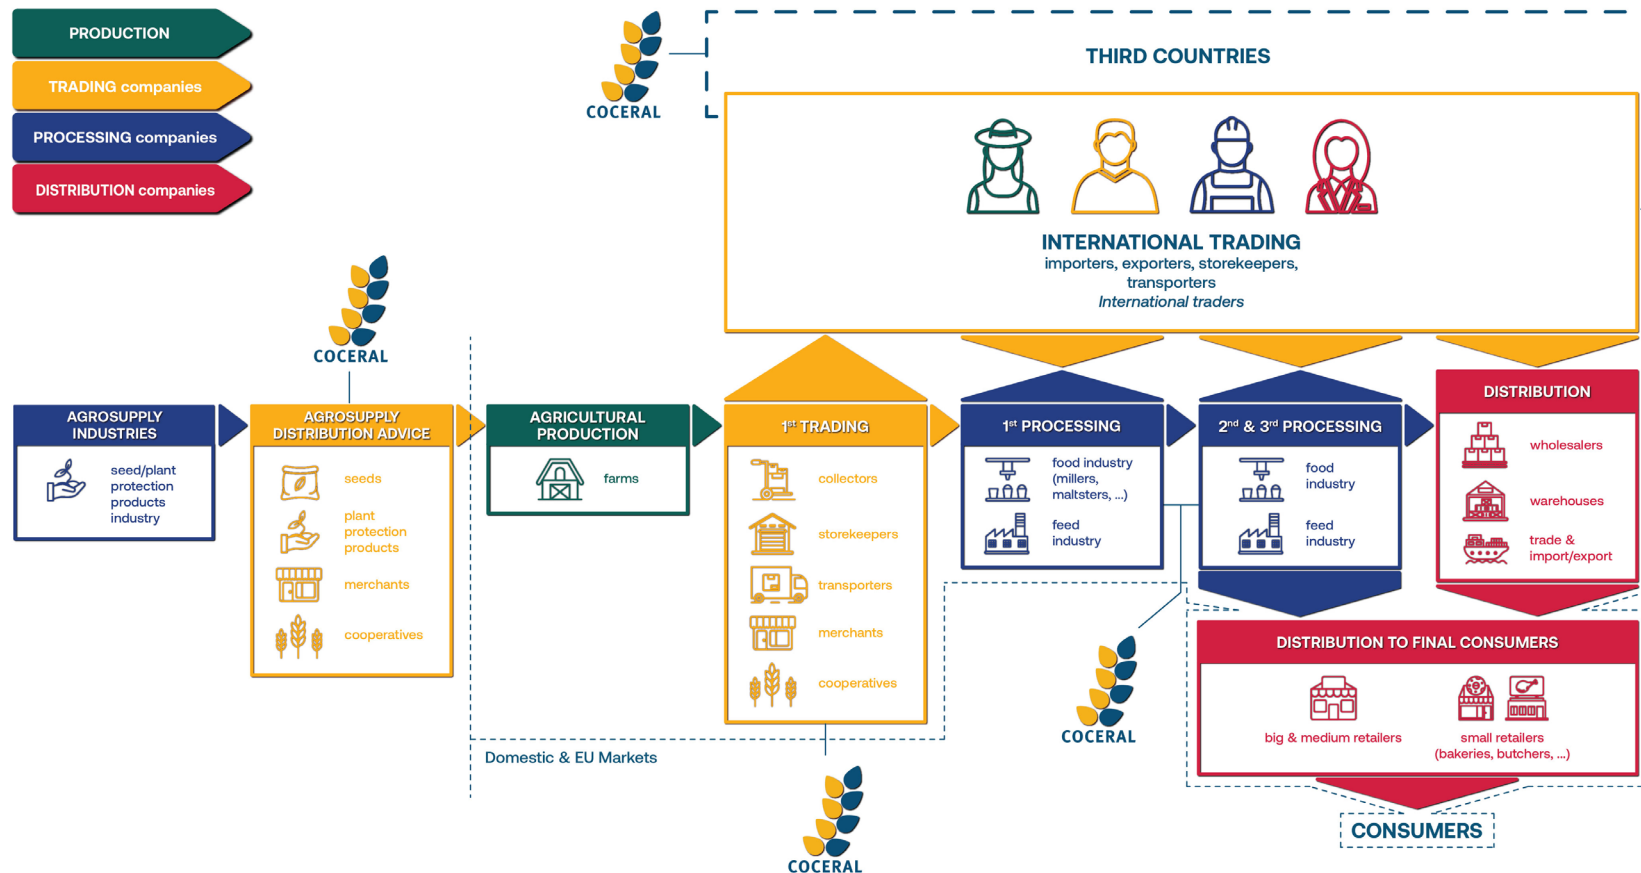 PRODUCTION
TRADING companies
PROCESSING companies
DISTRIBUTION companies
COCERAL
THIRD COUNTRIES
INTERNATIONAL TRADING
importers, exporters, storekeepers,
transporters
International traders
COCERAL
AGROSUPPLY
INDUSTRIES
seed/plant
protection
products
industry
AGROSUPPLY
DISTRIBUTION ADVICE
seeds
plant
protection
products
merchants
cooperatives
AGRICULTURAL
PRODUCTION
farms
1st TRADING
collectors
storekeepers
transporters
merchants
cooperatives
1st PROCESSING
food industry
(millers,
maltsters, ...)
feed
industry
2nd & 3rd PROCESSING
food
industry
feed
industry
DISTRIBUTION
wholesalers
warehouses
trade &
import/export
COCERAL
DISTRIBUTION TO FINAL CONSUMERS
big & medium retailers
small retailers
(bakeries, butchers, ...)
Domestic & EU Markets
COCERAL
CONSUMERS